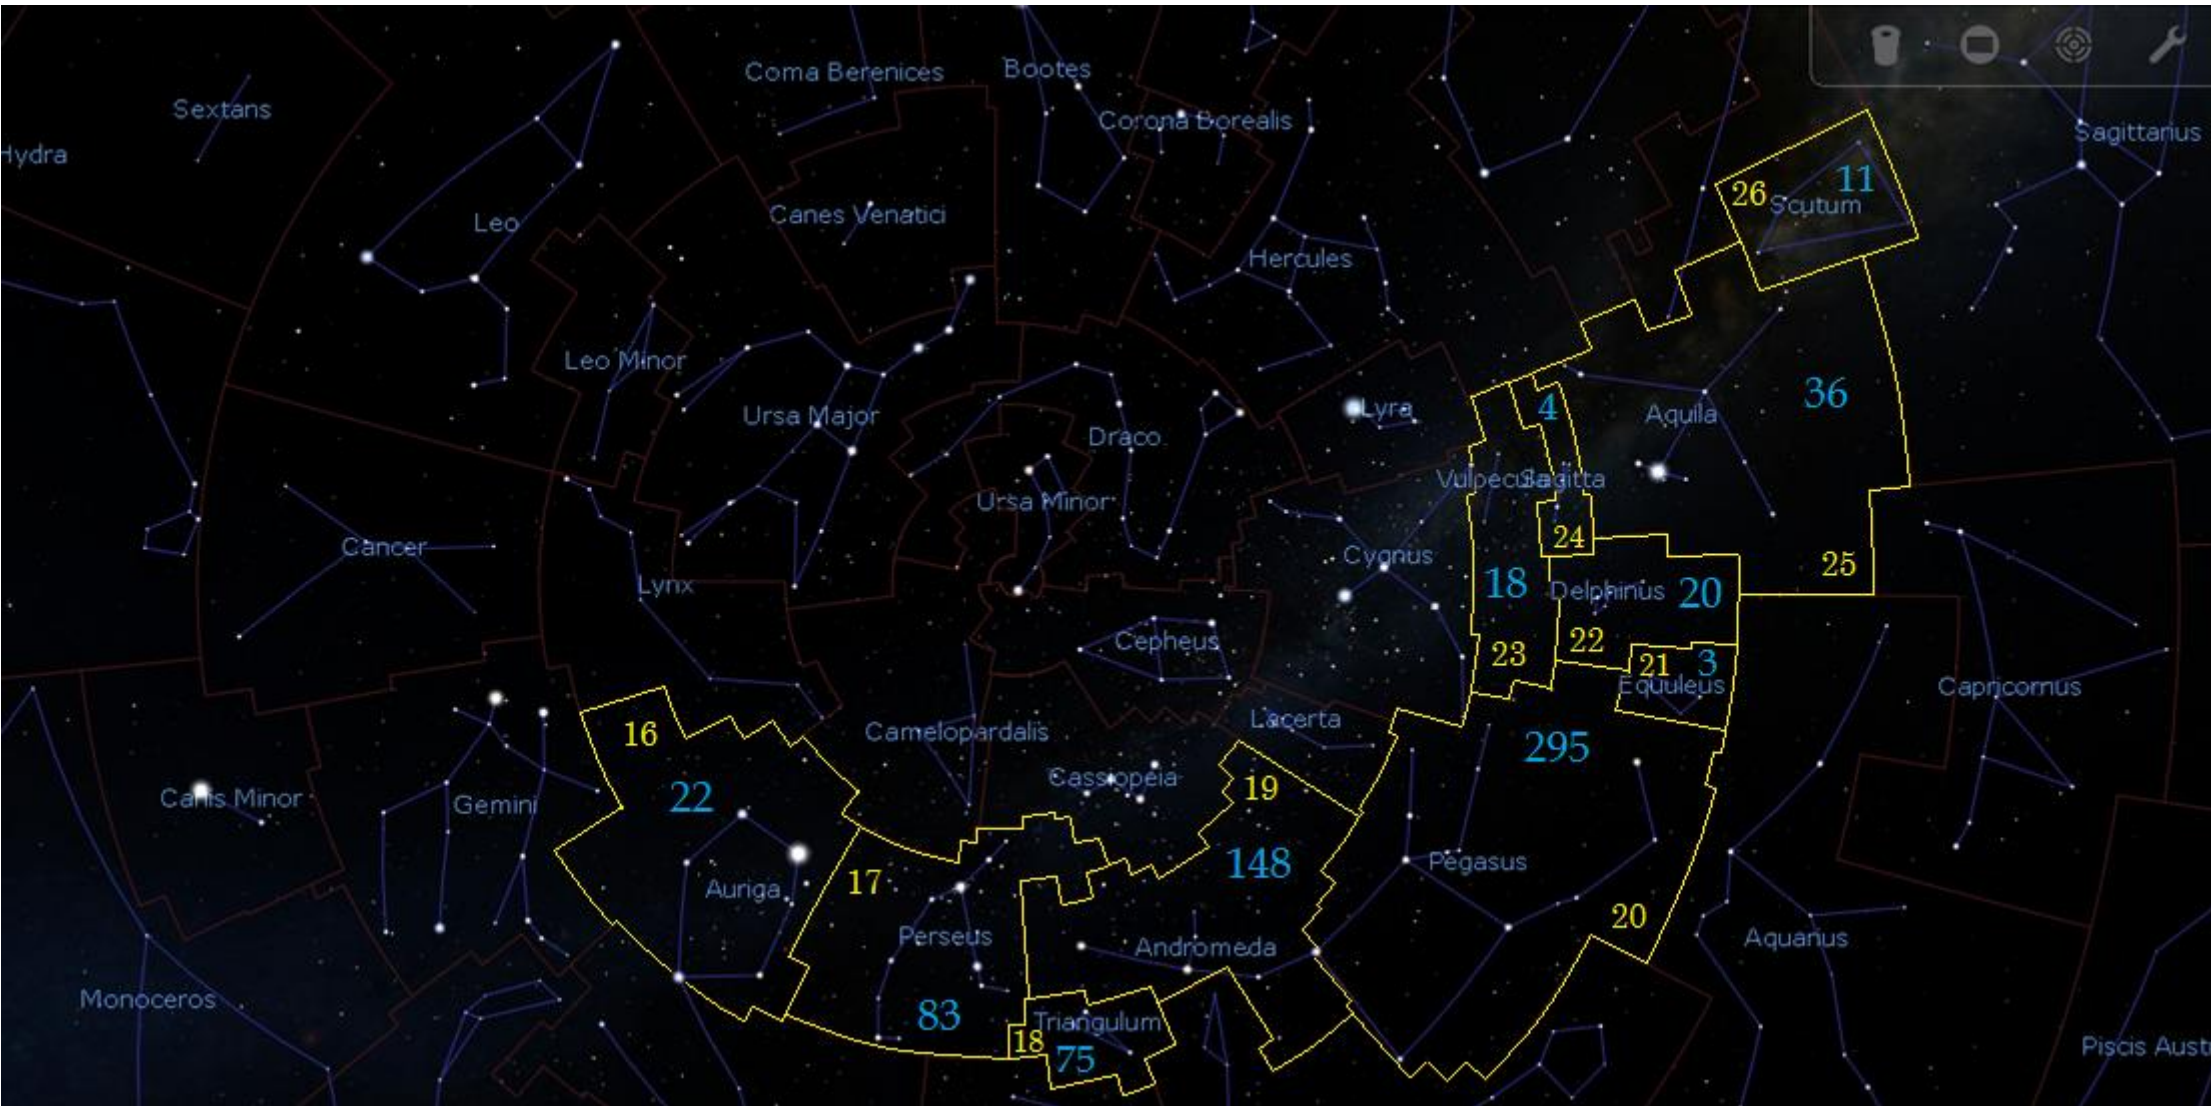 Coma Berenices
Bootes
Sextans
Corona Borealis
Sagittarius
Hydra
26
11
Scutum
Leo
Canes Venatici
Hercules
Leo Minor
36
Ursa Major
Lyra
4
Aquila
Draco
Vulpecula
Sagitta
Ursa Minor
24
Cancer
Cygnus
25
Lynx
18
Delphinus
20
Cepheus
23
22
21
3
Equuleus
Capricornus
16
Camelopardalis
Lacerta
295
Cassiopeia
19
Canis Minor
Gemini
22
148
Pegasus
Auriga
17
20
Perseus
Andromeda
Aquarius
Monoceros
83
Triangulum
18
75
Piscis Aust